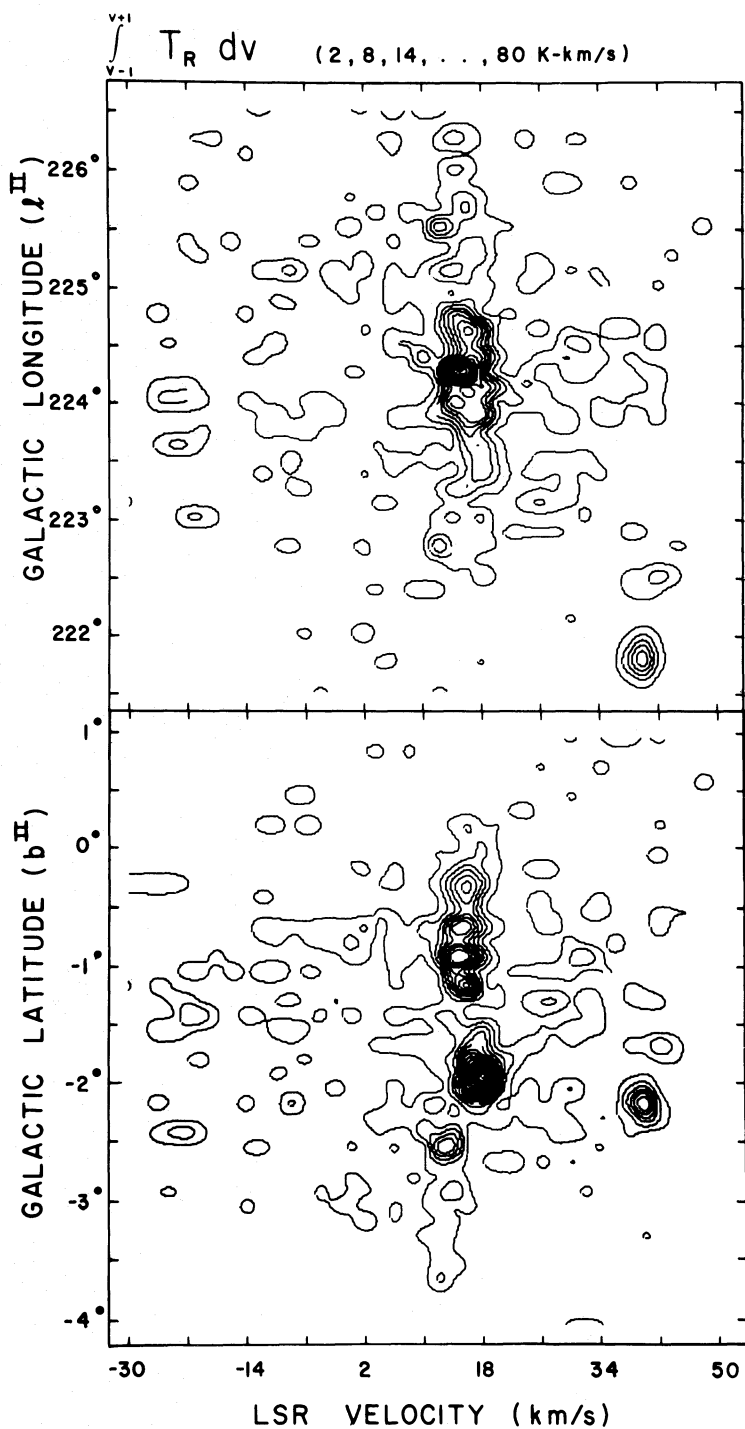 ∫ V-1 V+1 T_R dv (2,8,14, . . . ,80 K-km/s)
GALACTIC LONGITUDE (ℓ^II)
226°
225°
224°
223°
222°
GALACTIC LATITUDE (b^II)
1°
0°
-1°
-2°
-3°
-4°
-30 -14 2 18 34 50
LSR VELOCITY (km/s)